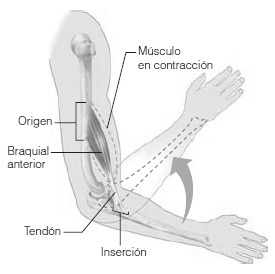 Músculo
en contracción
Origen
Braquial
anterior
Tendón
Inserción